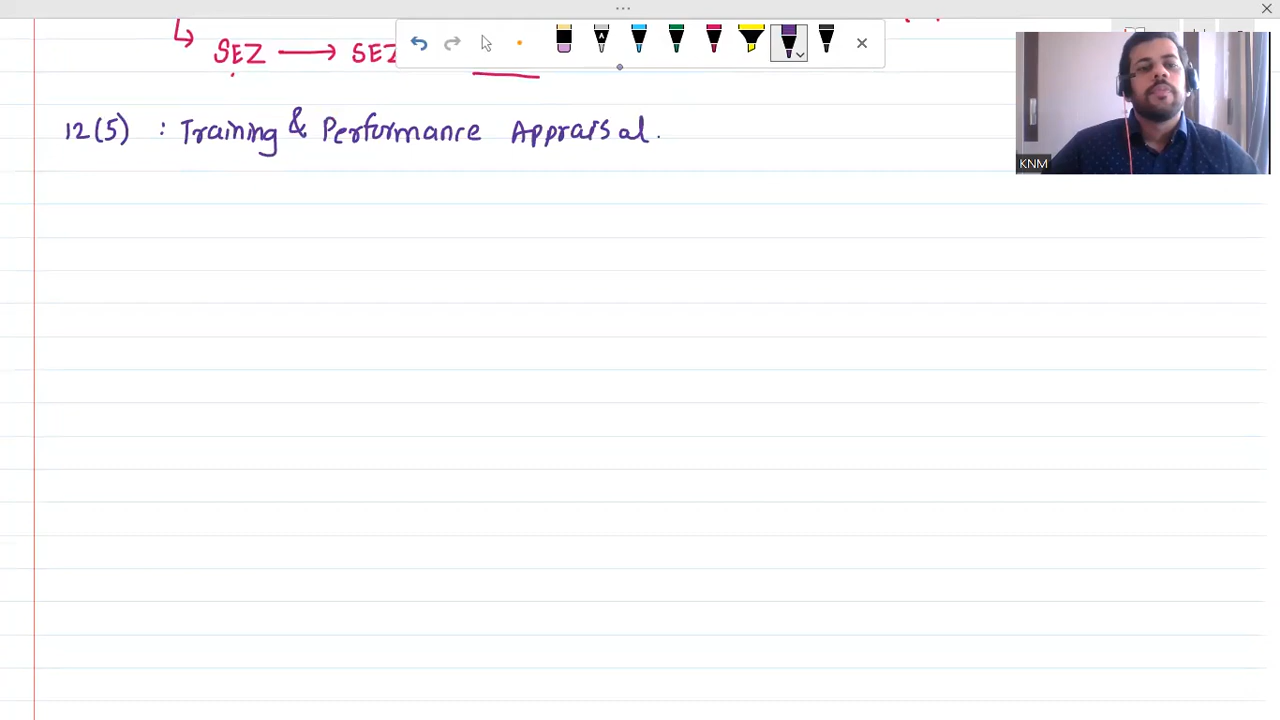 SEZ → SEZ
12(5) : Training & Performance Appraisal.
KNM